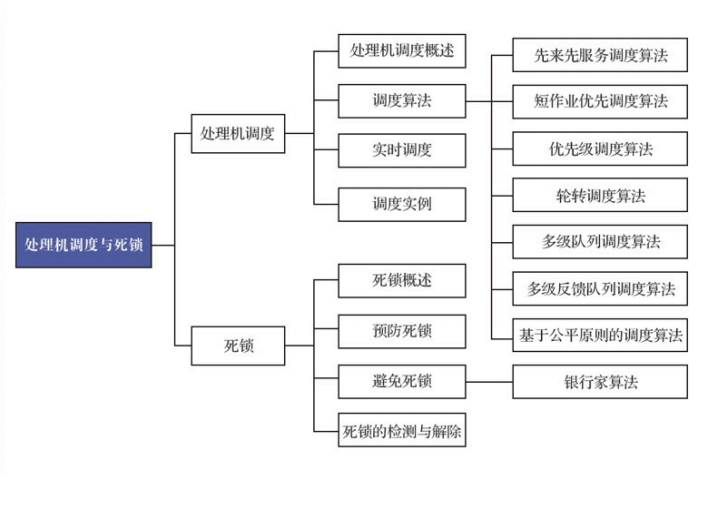 处理机调度与死锁
处理机调度
处理机调度概述
调度算法
先来先服务调度算法
短作业优先调度算法
优先级调度算法
轮转调度算法
多级队列调度算法
多级反馈队列调度算法
基于公平原则的调度算法
实时调度
调度实例
死锁
死锁概述
预防死锁
避免死锁
银行家算法
死锁的检测与解除